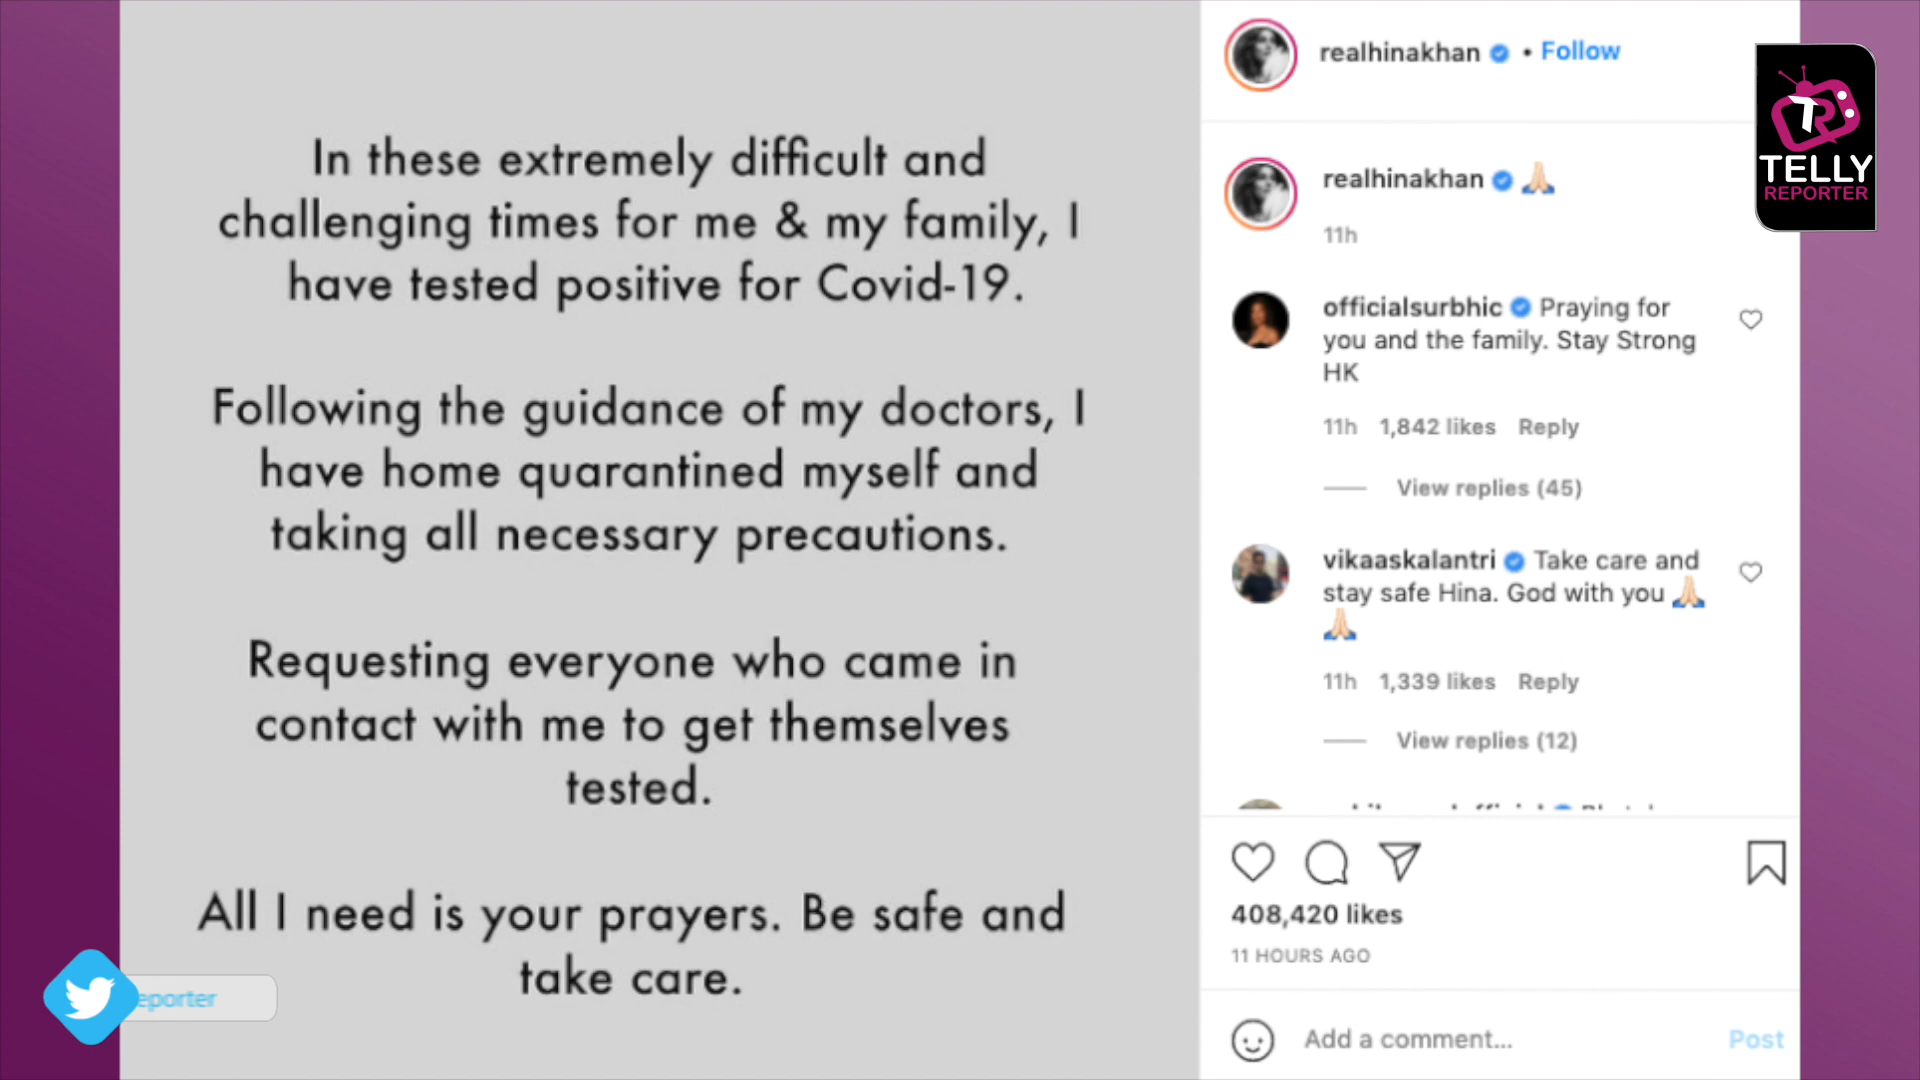 In these extremely difficult and
challenging times for me & my family, I
have tested positive for Covid-19.
Following the guidance of my doctors, I
have home quarantined myself and
taking all necessary precautions.
Requesting everyone who came in
contact with me to get themselves
tested.
All I need is your prayers. Be safe and
take care.
eporter
realhinakhan • Follow
realhinakhan 🙏🏻
11h
officialsurbhic Praying for
you and the family. Stay Strong
HK
11h 1,842 likes Reply
View replies (45)
vikaaskalantri Take care and
stay safe Hina. God with you 🙏🏻
🙏🏻
11h 1,339 likes Reply
View replies (12)
408,420 likes
11 HOURS AGO
Add a comment... Post
TR
TELLY
REPORTER